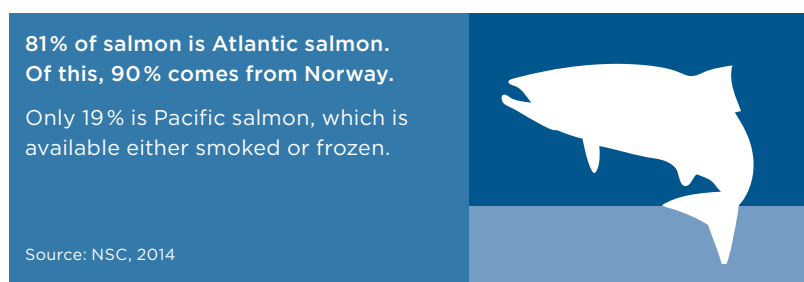 81% of salmon is Atlantic salmon.
Of this, 90% comes from Norway.
Only 19% is Pacific salmon, which is
available either smoked or frozen.
Source: NSC, 2014